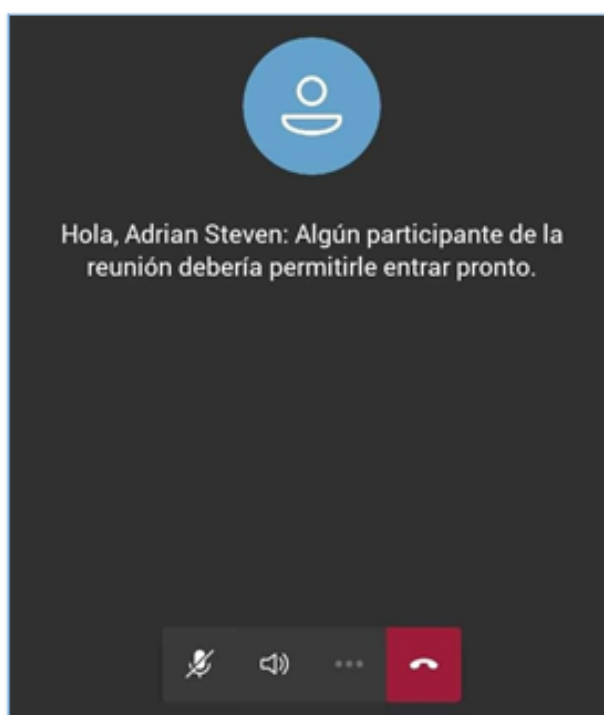 Hola, Adrian Steven: Algún participante de la
reunión debería permitirle entrar pronto.